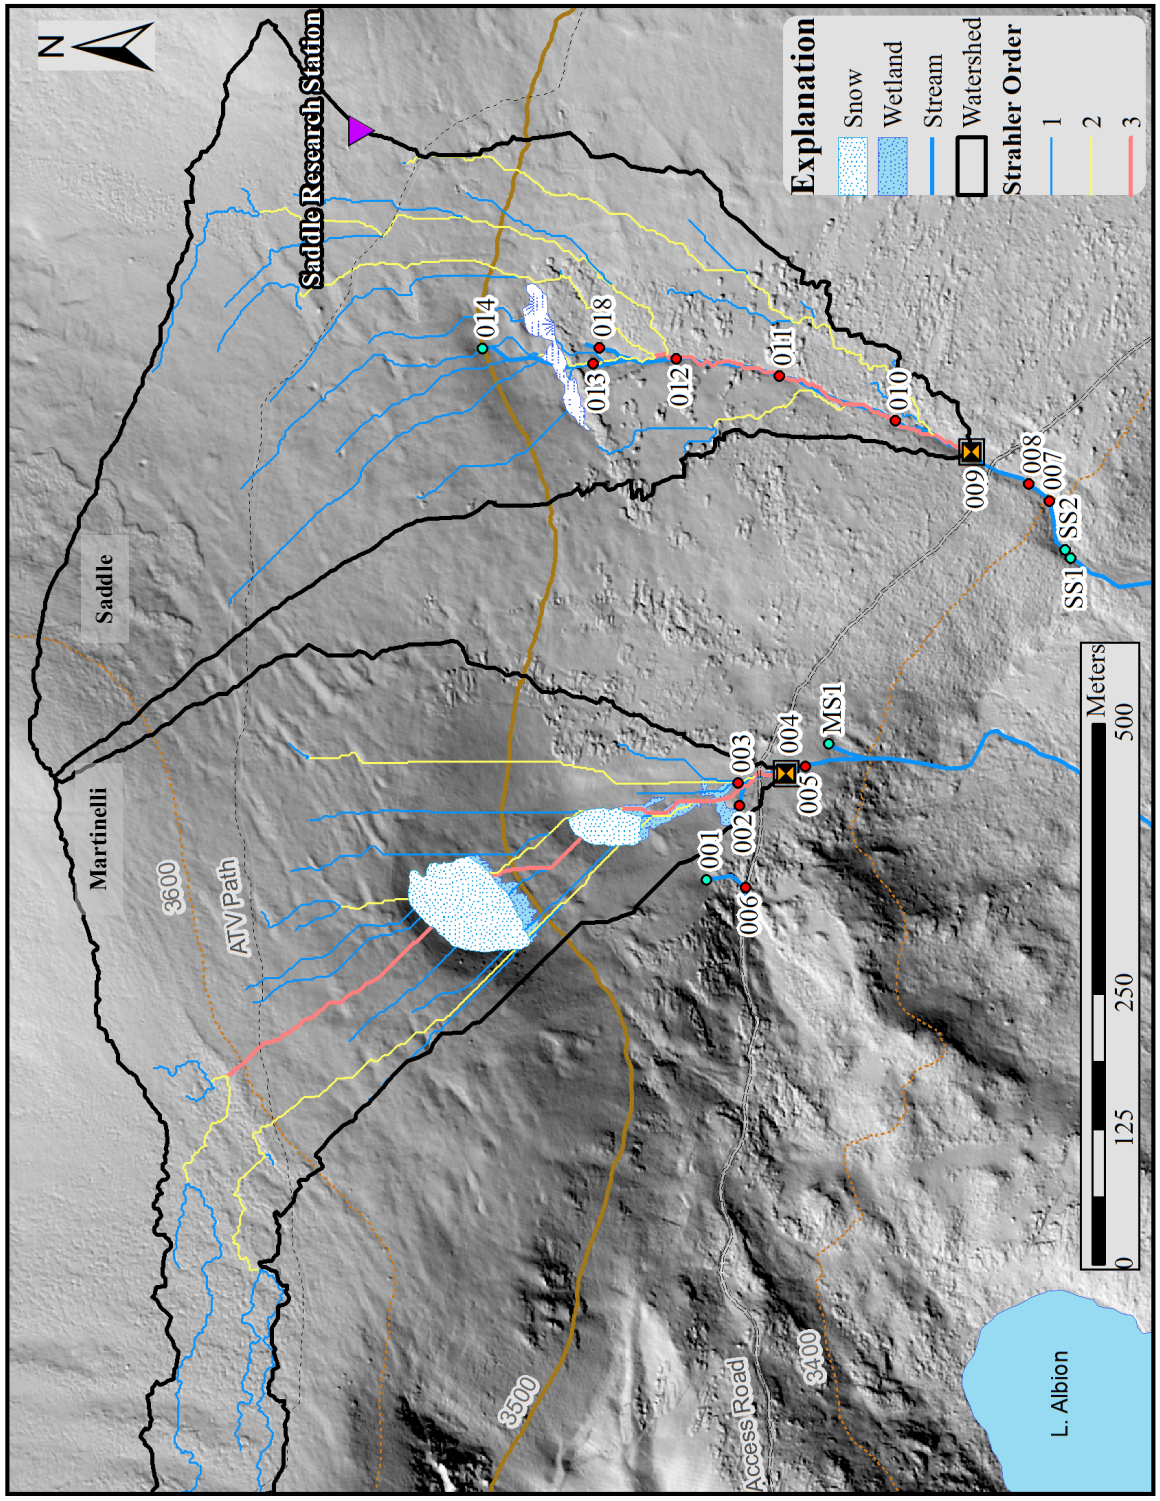 N
Saddle Research Station
Explanation
Snow
Wetland
Stream
Watershed
Strahler Order
1
2
3
Saddle
Martinelli
3600
ATV Path
014
018
013
012
011
010
009
008
007
SS2
SS1
003
004
MS1
005
002
001
006
3500
Access Road
3400
L. Albion
0
125
250
500
Meters